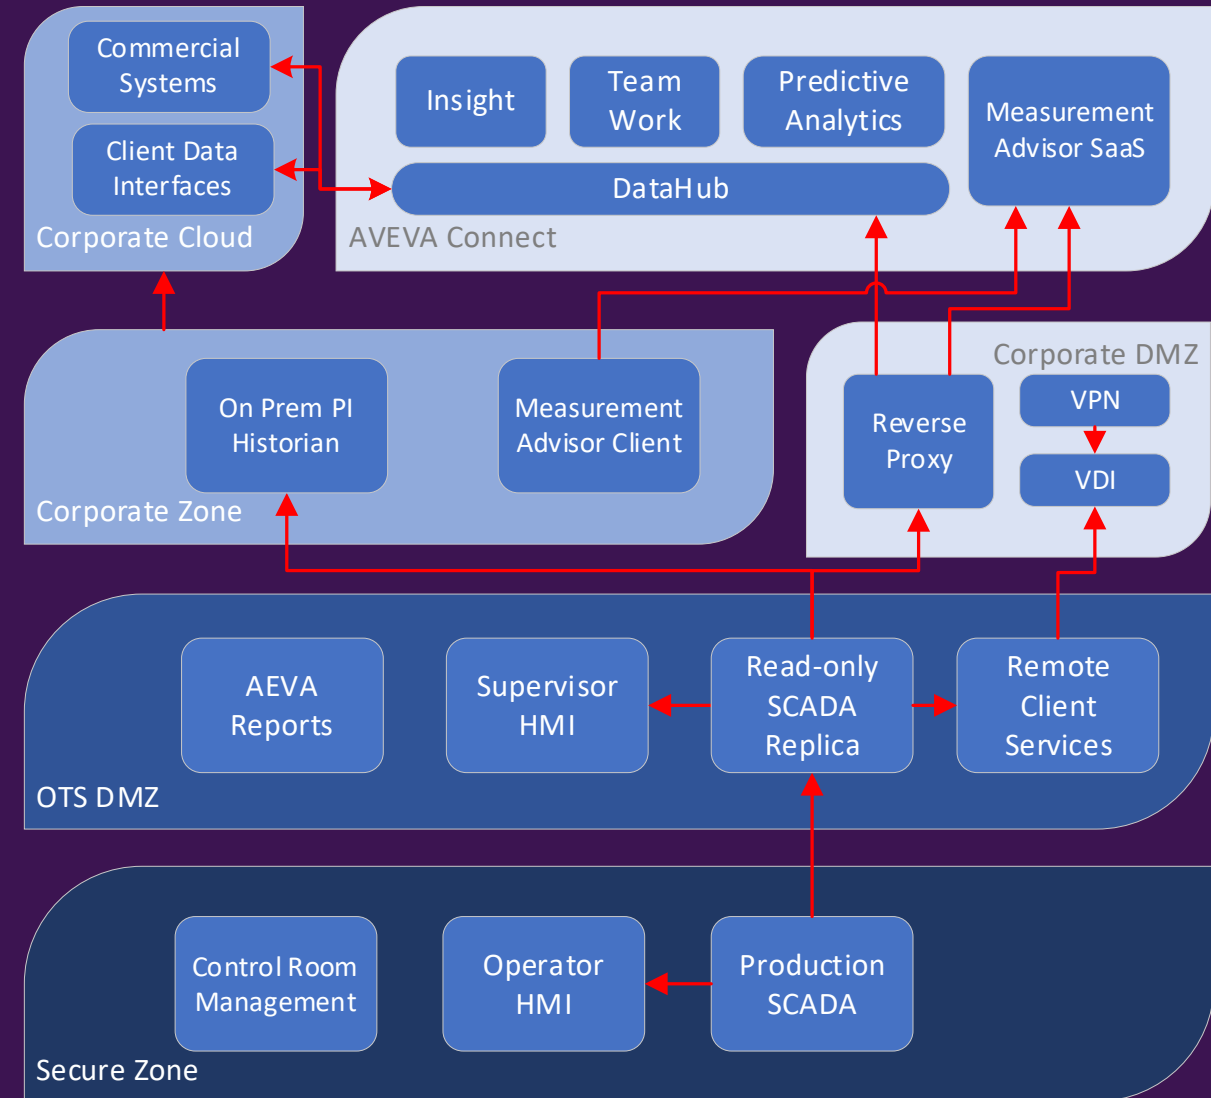 Commercial
Systems
Client Data
Interfaces
Corporate Cloud
Insight
Team
Work
Predictive
Analytics
Measurement
Advisor SaaS
DataHub
AVEVA Connect
On Prem PI
Historian
Measurement
Advisor Client
Corporate Zone
Corporate DMZ
Reverse
Proxy
VPN
VDI
AEVA
Reports
Supervisor
HMI
Read-only
SCADA
Replica
Remote
Client
Services
OTS DMZ
Control Room
Management
Operator
HMI
Production
SCADA
Secure Zone